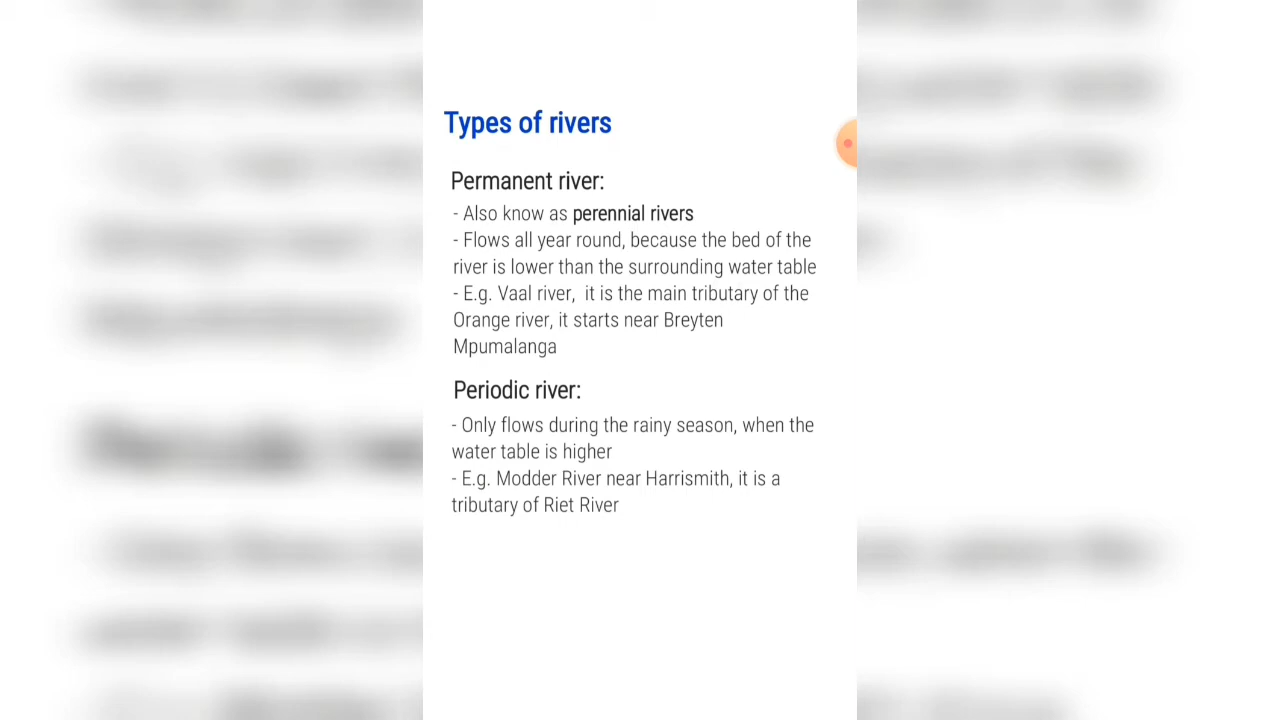 Types of rivers
Permanent river:
- Also know as perennial rivers
- Flows all year round, because the bed of the
river is lower than the surrounding water table
- E.g. Vaal river,  it is the main tributary of the
Orange river, it starts near Breyten
Mpumalanga
Periodic river:
- Only flows during the rainy season, when the
water table is higher
- E.g. Modder River near Harrismith, it is a
tributary of Riet River